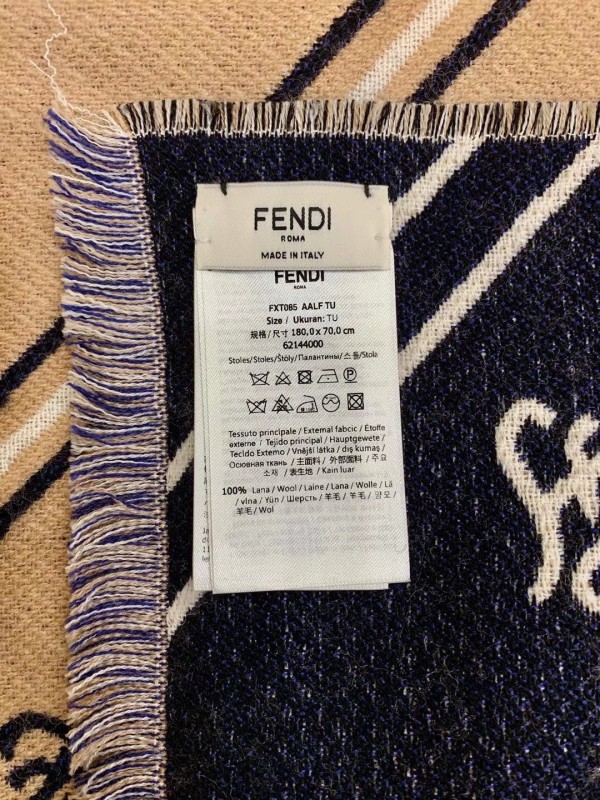 FENDI
ROMA
MADE IN ITALY
FENDI
ROMA
FXT085 AALF TU
Size / Ukuran: TU
规格/尺寸 180,0 x 70,0 cm
62144000
Stoles/Stoles/Štóly/Палантины/스톨/Stola
Tessuto principale / External fabcic / Etoffe
externe / Tejido principal / Hauptgewete /
Tecldo Externo / Vnější látka / dış kumaş /
Основная ткань / 主面料 / 外部面料 / 주요
소재 / 表生地 / Kain luar
100% Lana / Wool / Laine / Lana / Wolle / Lã
/ vlna / Yün / Шерсть / 羊毛 / 羊毛 / 양모 /
羊毛 / Wol